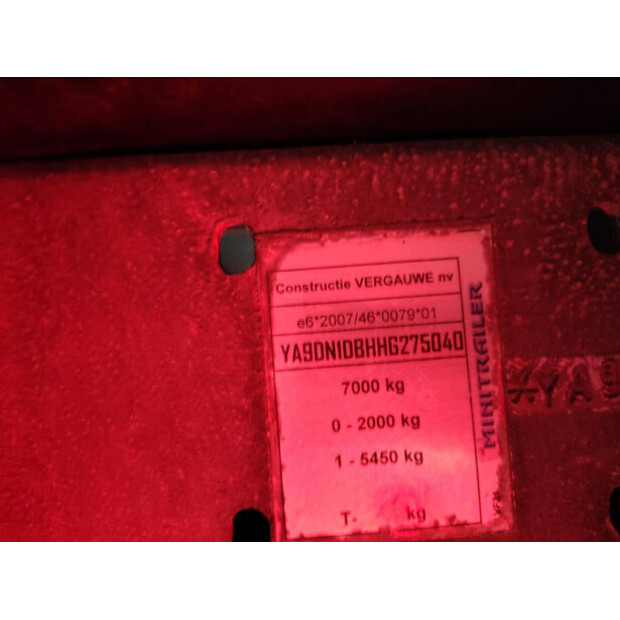 Constructie VERGAUWE nv
e6*2007/46*0079*01
YA9DN1DBHHG275040
7000 kg
0 - 2000 kg
1 - 5450 kg
T- kg
MINITRAILER
YA